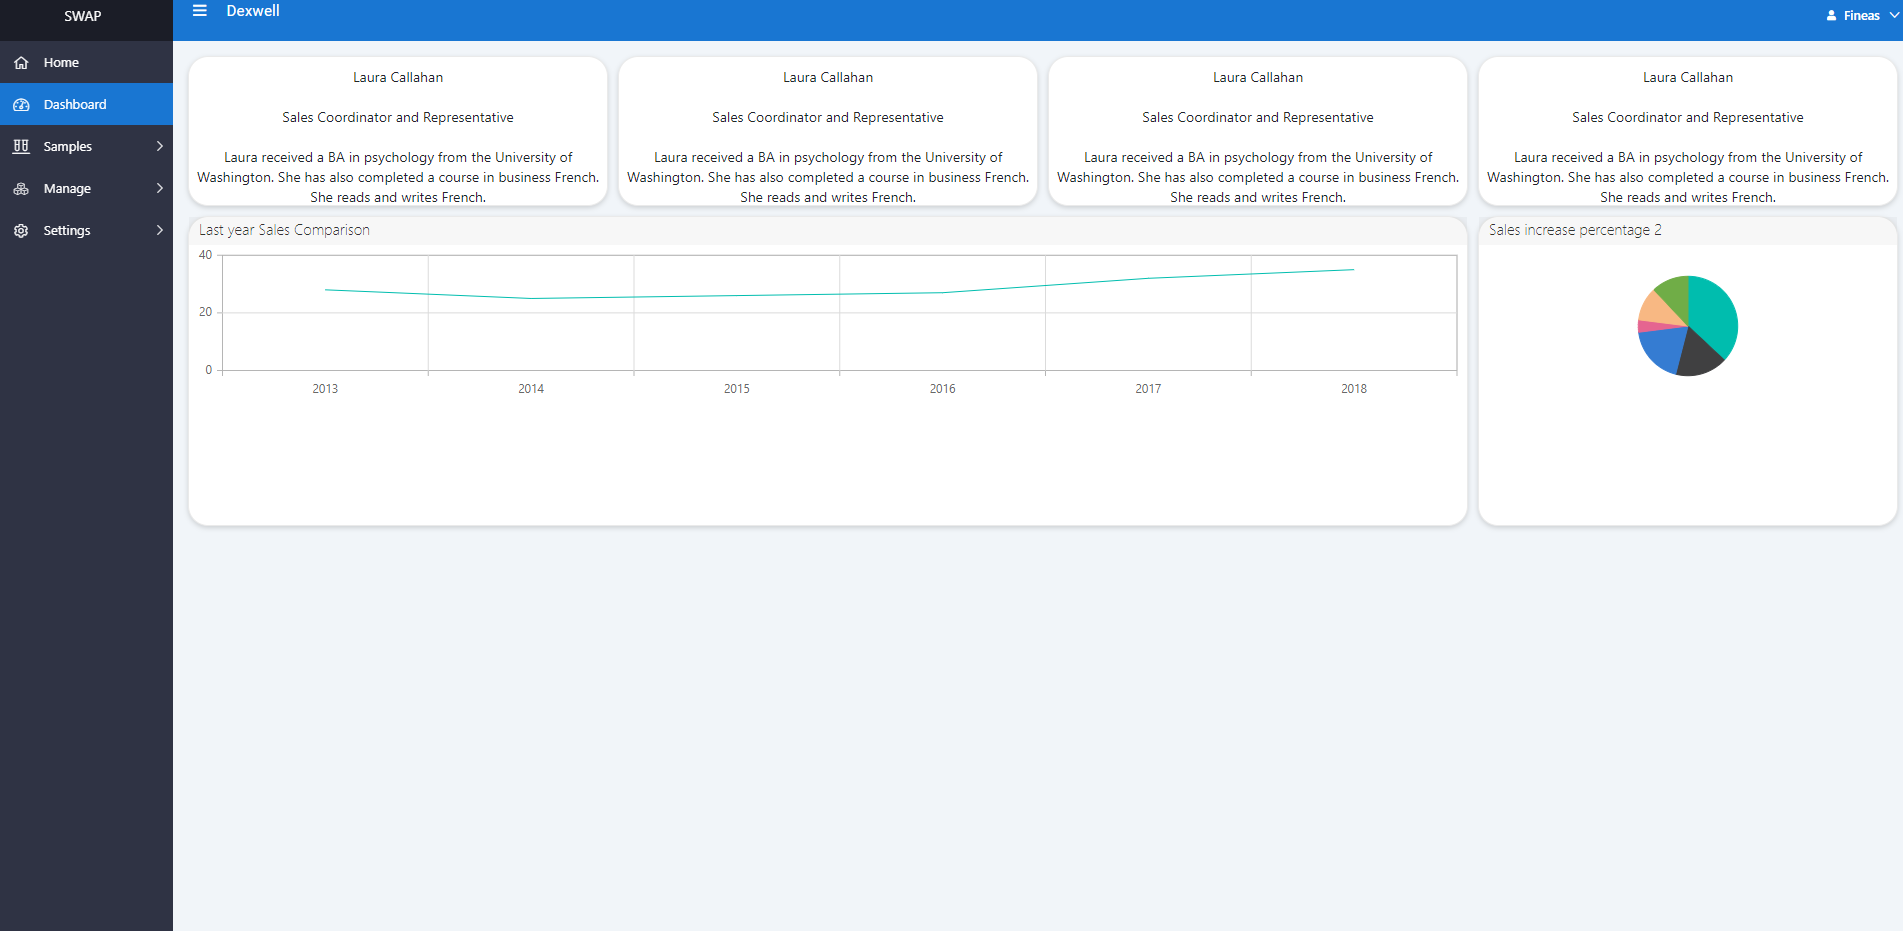 SWAP
Dexwell
Fineas
Home
Dashboard
Samples
Manage
Settings
Laura Callahan
Sales Coordinator and Representative
Laura received a BA in psychology from the University of
Washington. She has also completed a course in business French.
She reads and writes French.
Laura Callahan
Sales Coordinator and Representative
Laura received a BA in psychology from the University of
Washington. She has also completed a course in business French.
She reads and writes French.
Laura Callahan
Sales Coordinator and Representative
Laura received a BA in psychology from the University of
Washington. She has also completed a course in business French.
She reads and writes French.
Laura Callahan
Sales Coordinator and Representative
Laura received a BA in psychology from the University of
Washington. She has also completed a course in business French.
She reads and writes French.
Last year Sales Comparison
40
20
0
2013 2014 2015 2016 2017 2018
Sales increase percentage 2